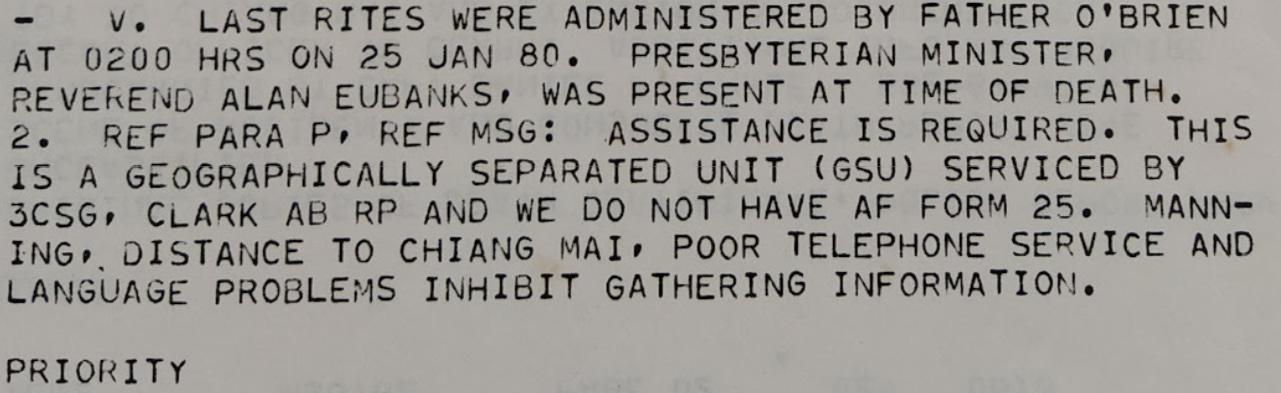 - V. LAST RITES WERE ADMINISTERED BY FATHER O'BRIEN
AT 0200 HRS ON 25 JAN 80. PRESBYTERIAN MINISTER,
REVEREND ALAN EUBANKS, WAS PRESENT AT TIME OF DEATH.
2. REF PARA P, REF MSG: ASSISTANCE IS REQUIRED. THIS
IS A GEOGRAPHICALLY SEPARATED UNIT (GSU) SERVICED BY
3CSG, CLARK AB RP AND WE DO NOT HAVE AF FORM 25. MANN-
ING, DISTANCE TO CHIANG MAI, POOR TELEPHONE SERVICE AND
LANGUAGE PROBLEMS INHIBIT GATHERING INFORMATION.
PRIORITY